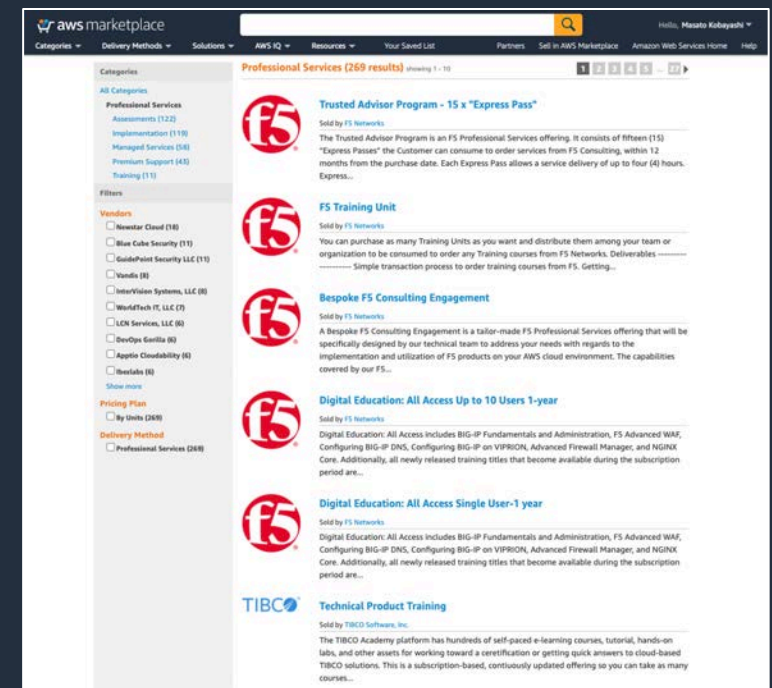 aws marketplace
Hello, Masato Kobayashi
Categories Delivery Methods Solutions AWS IQ Resources Your Saved List Partners Sell in AWS Marketplace Amazon Web Services Home Help
Categories
All Categories
Professional Services
Assessments (122)
Implementation (119)
Managed Services (58)
Premium Support (43)
Training (11)
Filters
Vendors
Newstar Cloud (18)
Blue Cube Security (11)
GuidePoint Security LLC (11)
Vandis (8)
InterVision Systems, LLC (8)
WorldTech IT, LLC (7)
LCN Services, LLC (6)
DevOps Gorilla (6)
Apptio Cloudability (6)
Ibexlabs (6)
Show more
Pricing Plan
By Units (269)
Delivery Method
Professional Services (269)
Professional Services (269 results) showing 1 - 10
1 2 3 4 5 ... 27
f5
Trusted Advisor Program - 15 x "Express Pass"
Sold by F5 Networks
The Trusted Advisor Program is an F5 Professional Services offering. It consists of fifteen (15)
"Express Passes" the Customer can consume to order services from F5 Consulting, within 12
months from the purchase date. Each Express Pass allows a service delivery of up to four (4) hours.
Express...
f5
F5 Training Unit
Sold by F5 Networks
You can purchase as many Training Units as you want and distribute them among your team or
organization to be consumed to order any Training courses from F5 Networks. Deliverables ----------
----------- Simple transaction process to order training courses from F5. Getting...
f5
Bespoke F5 Consulting Engagement
Sold by F5 Networks
A Bespoke F5 Consulting Engagement is a tailor-made F5 Professional Services offering that will be
specifically designed by our technical team to address your needs with regards to the
implementation and utilization of F5 products on your AWS cloud environment. The capabilities
covered by our F5...
f5
Digital Education: All Access Up to 10 Users 1-year
Sold by F5 Networks
Digital Education: All Access includes BIG-IP Fundamentals and Administration, F5 Advanced WAF,
Configuring BIG-IP DNS, Configuring BIG-IP on VIPRION, Advanced Firewall Manager, and NGINX
Core. Additionally, all newly released training titles that become available during the subscription
period are...
f5
Digital Education: All Access Single User-1 year
Sold by F5 Networks
Digital Education: All Access includes BIG-IP Fundamentals and Administration, F5 Advanced WAF,
Configuring BIG-IP DNS, Configuring BIG-IP on VIPRION, Advanced Firewall Manager, and NGINX
Core. Additionally, all newly released training titles that become available during the subscription
period are...
TIBCO
Technical Product Training
Sold by TIBCO Software, Inc.
The TIBCO Academy platform has hundreds of self-paced e-learning courses, tutorial, hands-on
labs, and other assets for working toward a ceretification or getting quick answers to cloud-based
TIBCO solutions. This is a subscription-based, contiuously updated offering so you can take as many
courses...